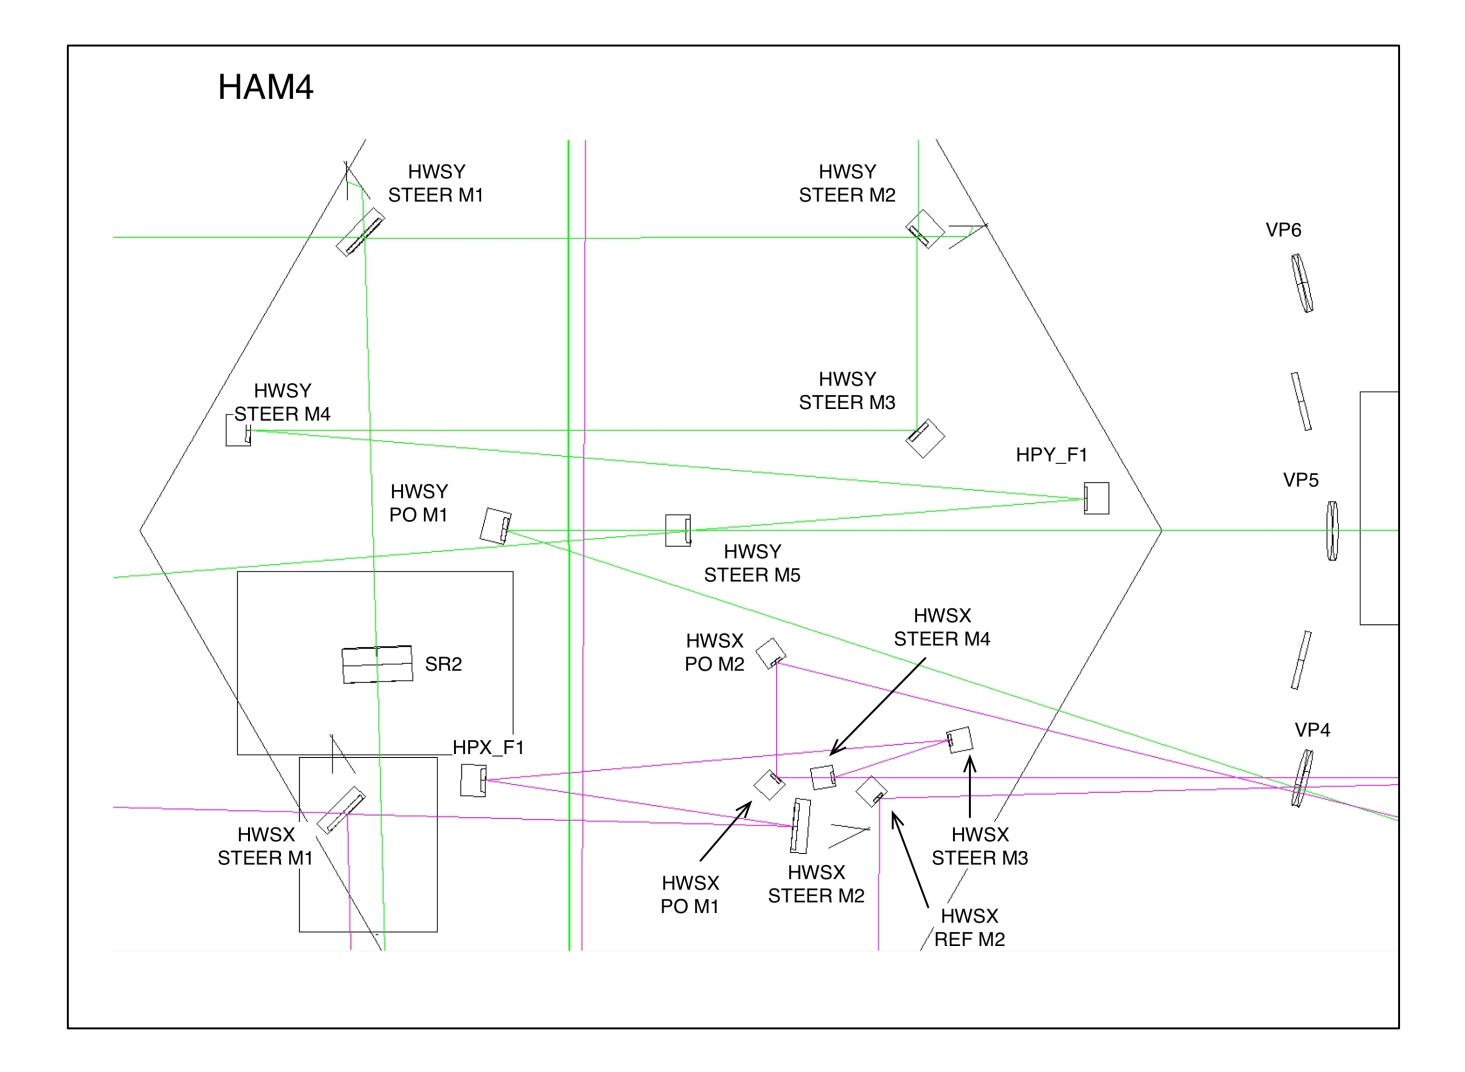 HAM4
HWSY
STEER M1
HWSY
STEER M2
VP6
HWSY
STEER M4
HWSY
STEER M3
HPY_F1
VP5
HWSY
PO M1
HWSY
STEER M5
HWSX
STEER M4
HWSX
PO M2
SR2
VP4
HPX_F1
HWSX
STEER M1
HWSX
STEER M3
HWSX
STEER M2
HWSX
PO M1
HWSX
REF M2